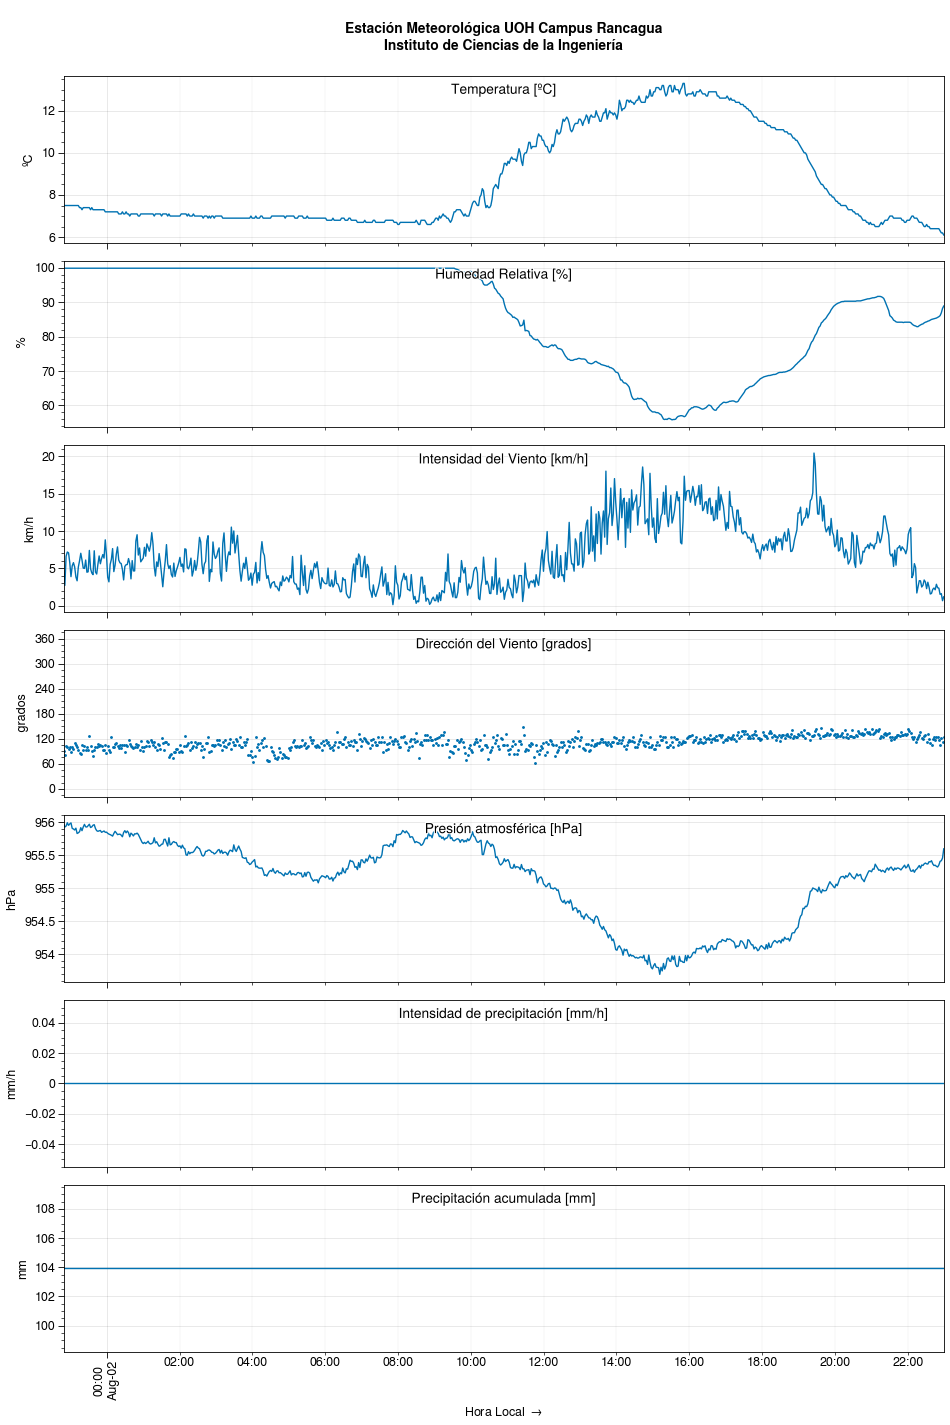 Estación Meteorológica UOH Campus Rancagua
Instituto de Ciencias de la Ingeniería
Temperatura [ºC]
12
10
8
6
ºC
Humedad Relativa [%]
100
90
80
70
60
%
Intensidad del Viento [km/h]
20
15
10
5
0
km/h
Dirección del Viento [grados]
360
300
240
180
120
60
0
grados
Presión atmosférica [hPa]
956
955.5
955
954.5
954
hPa
Intensidad de precipitación [mm/h]
0.04
0.02
0
−0.02
−0.04
mm/h
Precipitación acumulada [mm]
108
106
104
102
100
mm
00:00
Aug-02
02:00
04:00
06:00
08:00
10:00
12:00
14:00
16:00
18:00
20:00
22:00
Hora Local →